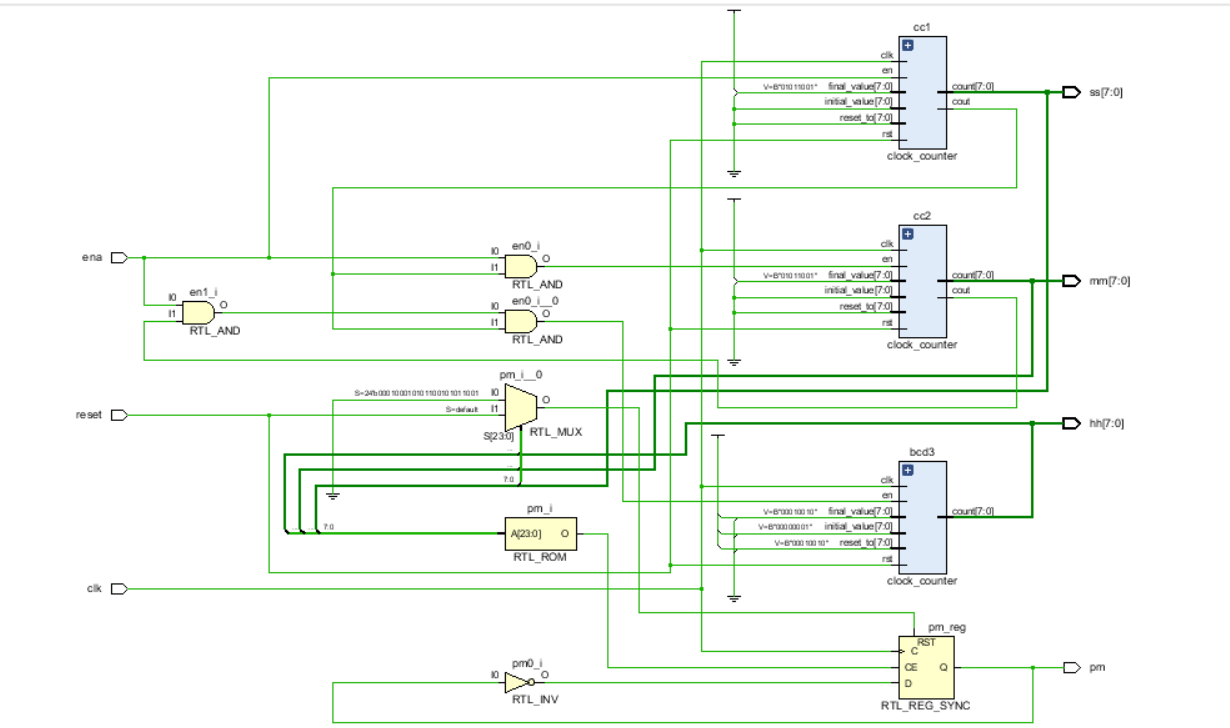 cc1
clk
en
V=B"01011001" final_value[7:0]
initial_value[7:0]
reset_to[7:0]
rst
count[7:0]
cout
clock_counter
ss[7:0]
cc2
clk
en
V=B"01011001" final_value[7:0]
initial_value[7:0]
reset_to[7:0]
rst
count[7:0]
cout
clock_counter
mm[7:0]
ena
en1_i
I0
I1
O
RTL_AND
en0_i
I0
I1
O
RTL_AND
en0_i__0
I0
I1
O
RTL_AND
reset
pm_i__0
S=24'b000100010101100101011001 I0
S=default I1
O
S[23:0]
RTL_MUX
...
...
7:0
... ... 7:0
pm_i
A[23:0] O
RTL_ROM
hh[7:0]
bcd3
clk
en
V=B"00010010" final_value[7:0]
V=B"00000001" initial_value[7:0]
V=B"00010010" reset_to[7:0]
rst
count[7:0]
clock_counter
clk
pm0_i
I0
O
RTL_INV
pm_reg
RST
C
CE Q
D
RTL_REG_SYNC
pm